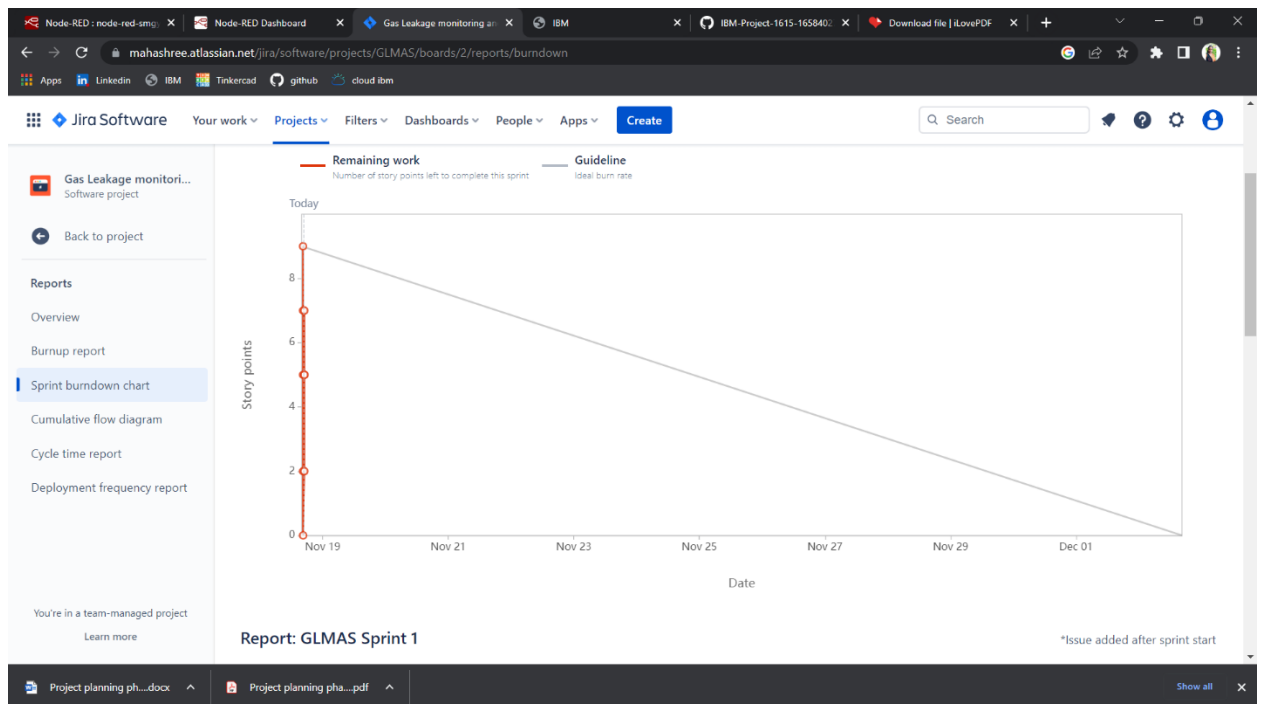 Node-RED : node-red-smg
Node-RED Dashboard
Gas Leakage monitoring an
IBM
IBM-Project-1615-1658402
Download file | iLovePDF
mahashree.atlassian.net/jira/software/projects/GLMAS/boards/2/reports/burndown
Apps
Linkedin
IBM
Tinkercad
github
cloud ibm
Jira Software
Your work
Projects
Filters
Dashboards
People
Apps
Create
Search
Gas Leakage monitori...
Software project
Back to project
Reports
Overview
Burnup report
Sprint burndown chart
Cumulative flow diagram
Cycle time report
Deployment frequency report
You're in a team-managed project
Learn more
Remaining work
Number of story points left to complete this sprint
Guideline
Ideal burn rate
Today
8
6
4
2
0
Story points
Nov 19
Nov 21
Nov 23
Nov 25
Nov 27
Nov 29
Dec 01
Date
Report: GLMAS Sprint 1
*Issue added after sprint start
Project planning ph....docx
Project planning pha....pdf
Show all